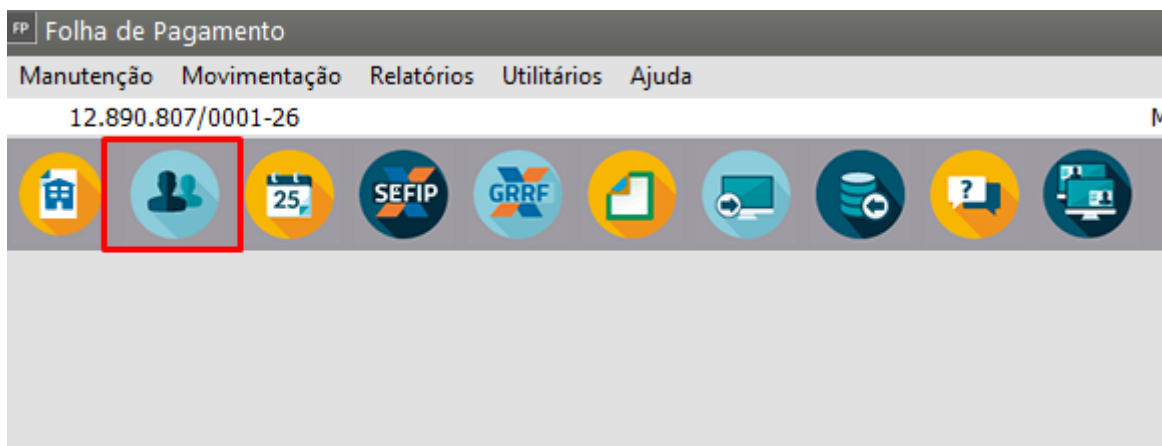 FP Folha de Pagamento
Manutenção Movimentação Relatórios Utilitários Ajuda
12.890.807/0001-26 M
25 SEFIP GRRF ?